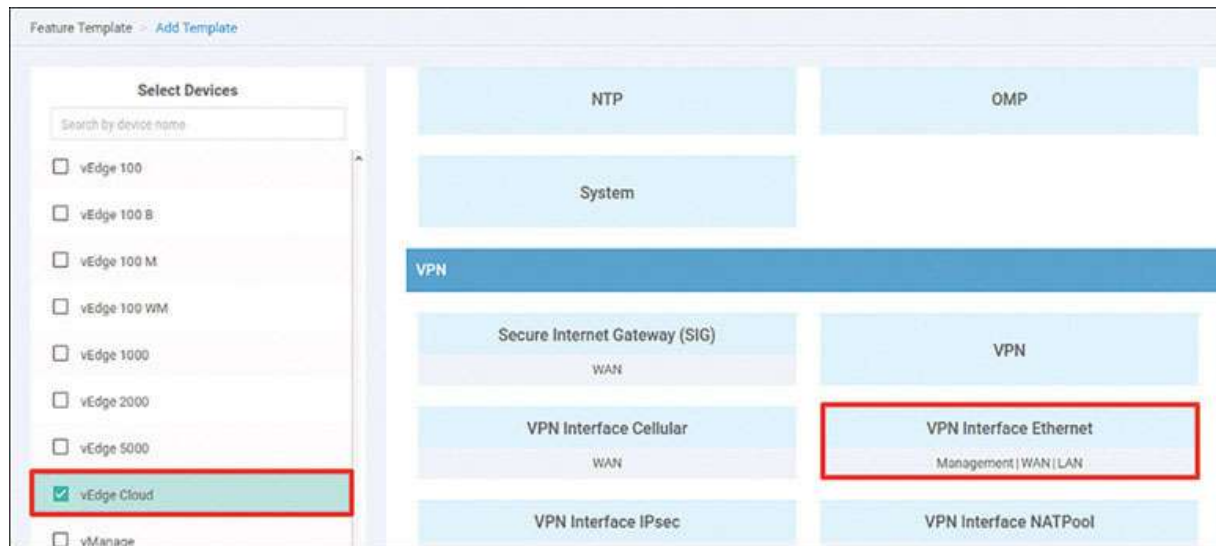 Feature Template > Add Template
Select Devices
Search by device name
vEdge 100
vEdge 100 B
vEdge 100 M
vEdge 100 WM
vEdge 1000
vEdge 2000
vEdge 5000
vEdge Cloud
vManage
NTP
OMP
System
VPN
Secure Internet Gateway (SIG)
WAN
VPN
VPN Interface Cellular
WAN
VPN Interface Ethernet
Management | WAN | LAN
VPN Interface IPsec
VPN Interface NATPool